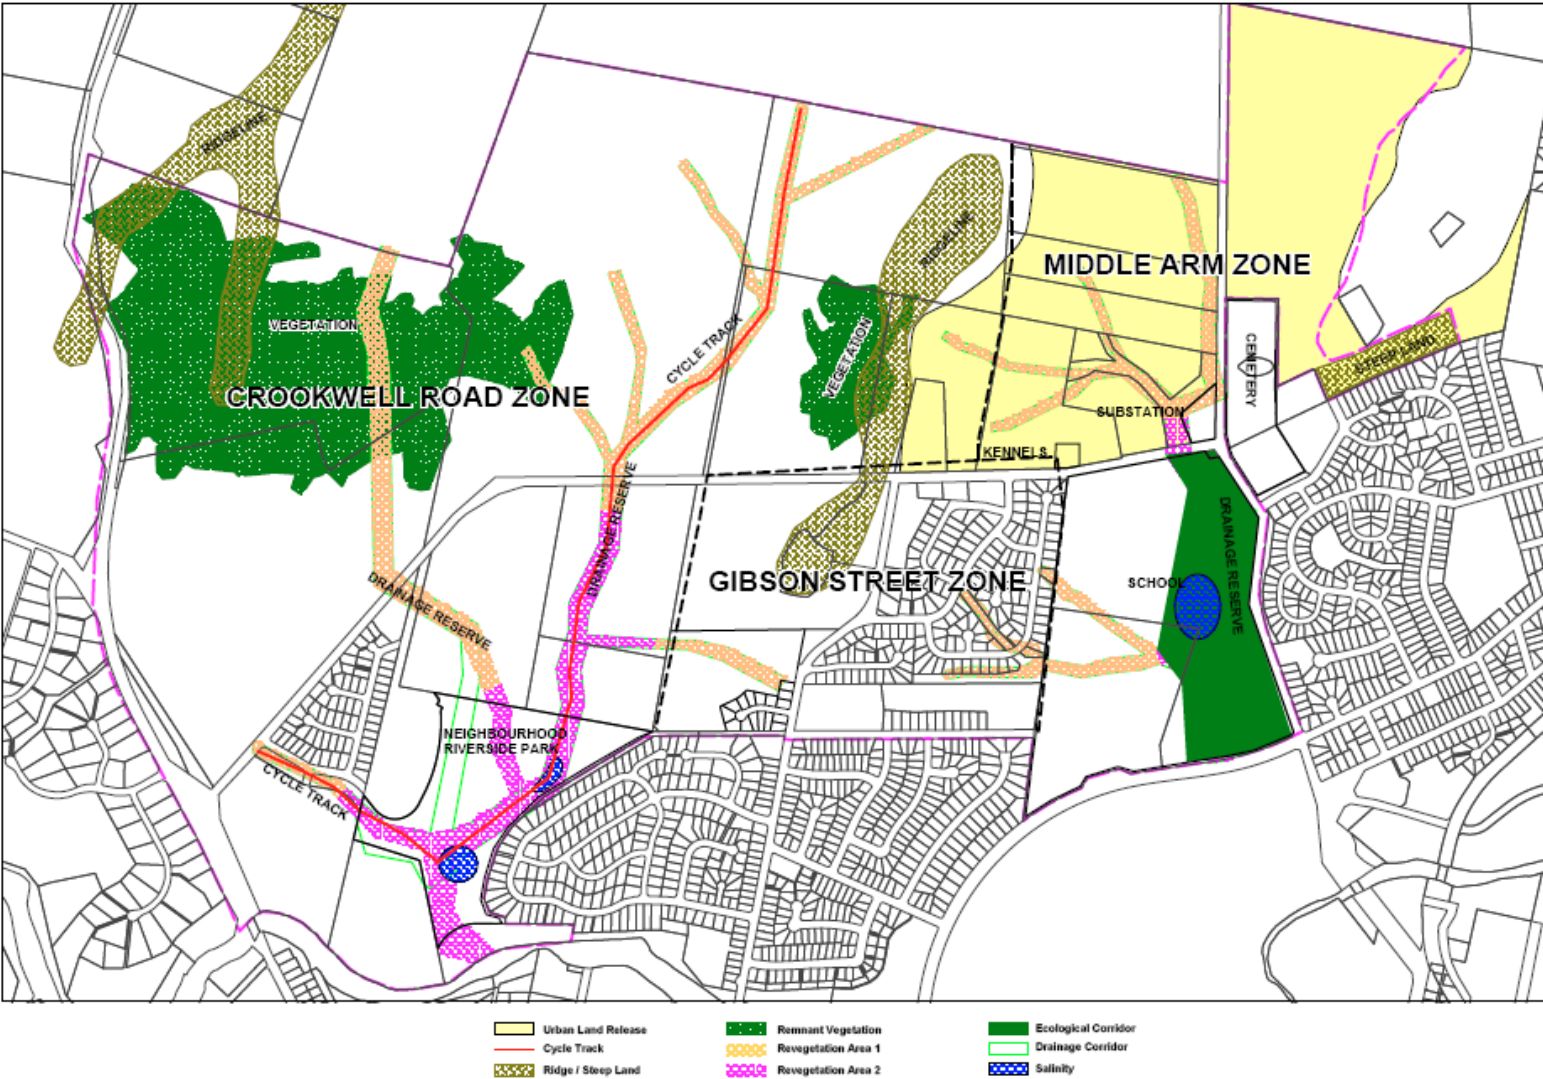 RIDGELINE
RIDGELINE
MIDDLE ARM ZONE
VEGETATION
CYCLE TRACK
VEGETATION
CEMETERY
STEEP LAND
CROOKWELL ROAD ZONE
SUBSTATION
KENNELS
DRAINAGE RESERVE
DRAINAGE RESERVE
GIBSON STREET ZONE
SCHOOL
DRAINAGE RESERVE
NEIGHBOURHOOD
RIVERSIDE PARK
CYCLE TRACK
Urban Land Release
Cycle Track
Ridge / Steep Land
Remnant Vegetation
Revegetation Area 1
Revegetation Area 2
Ecological Corridor
Drainage Corridor
Salinity